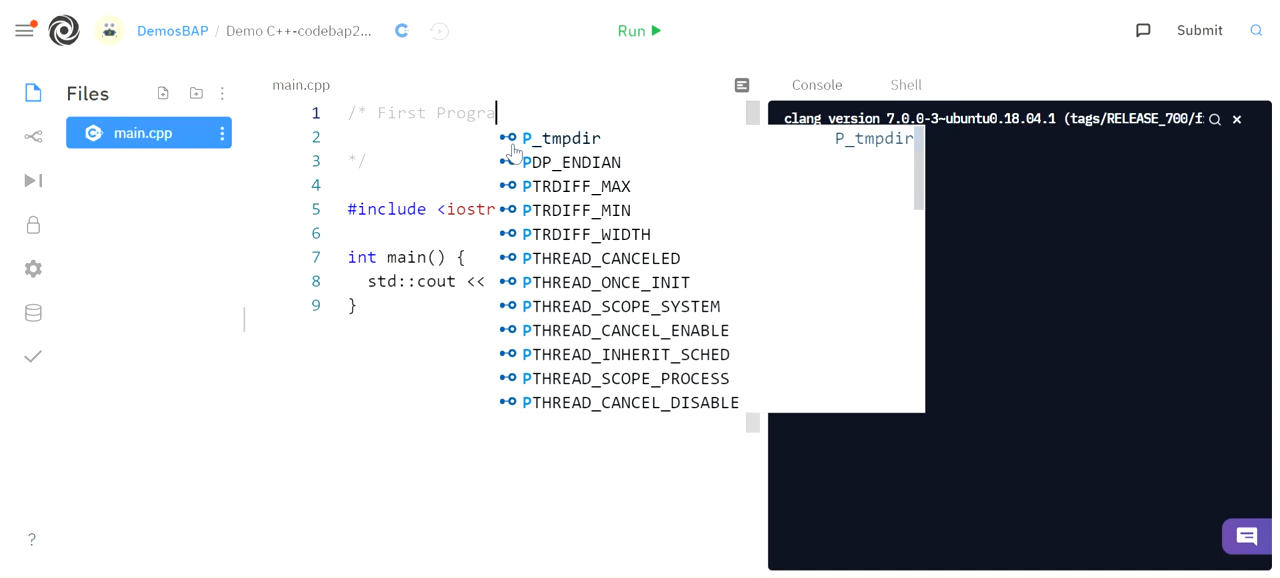 DemosBAP / Demo C++-codebap2...
Run
Submit
Files
main.cpp
main.cpp
1 /* First Progra
2
3 */
4
5 #include <iostr
6
7 int main() {
8 std::cout <<
9 }
P_tmpdir P_tmpdir
PDP_ENDIAN
PTRDIFF_MAX
PTRDIFF_MIN
PTRDIFF_WIDTH
PTHREAD_CANCELED
PTHREAD_ONCE_INIT
PTHREAD_SCOPE_SYSTEM
PTHREAD_CANCEL_ENABLE
PTHREAD_INHERIT_SCHED
PTHREAD_SCOPE_PROCESS
PTHREAD_CANCEL_DISABLE
Console Shell
clang version 7.0.0-3~ubuntu0.18.04.1 (tags/RELEASE_700/fi
?